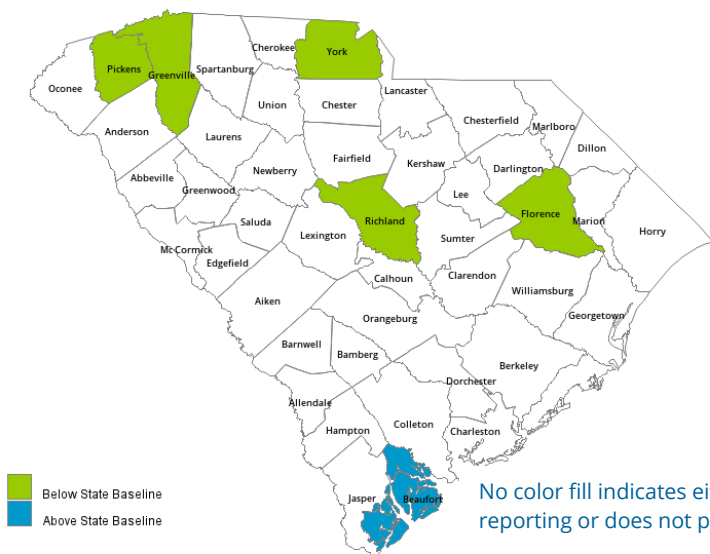 Cherokee
York
Pickens
Greenville
Spartanburg
Oconee
Union
Chester
Lancaster
Anderson
Laurens
Chesterfield
Marlboro
Dillon
Fairfield
Kershaw
Darlington
Abbeville
Greenwood
Newberry
Lee
Saluda
Richland
Florence
Marion
Horry
Lexington
Sumter
Mc Cormick
Edgefield
Calhoun
Clarendon
Williamsburg
Aiken
Orangeburg
Georgetown
Barnwell
Bamberg
Berkeley
Dorchester
Allendale
Hampton
Colleton
Charleston
Jasper
Beaufort
Below State Baseline
Above State Baseline
No color fill indicates ei
reporting or does not p